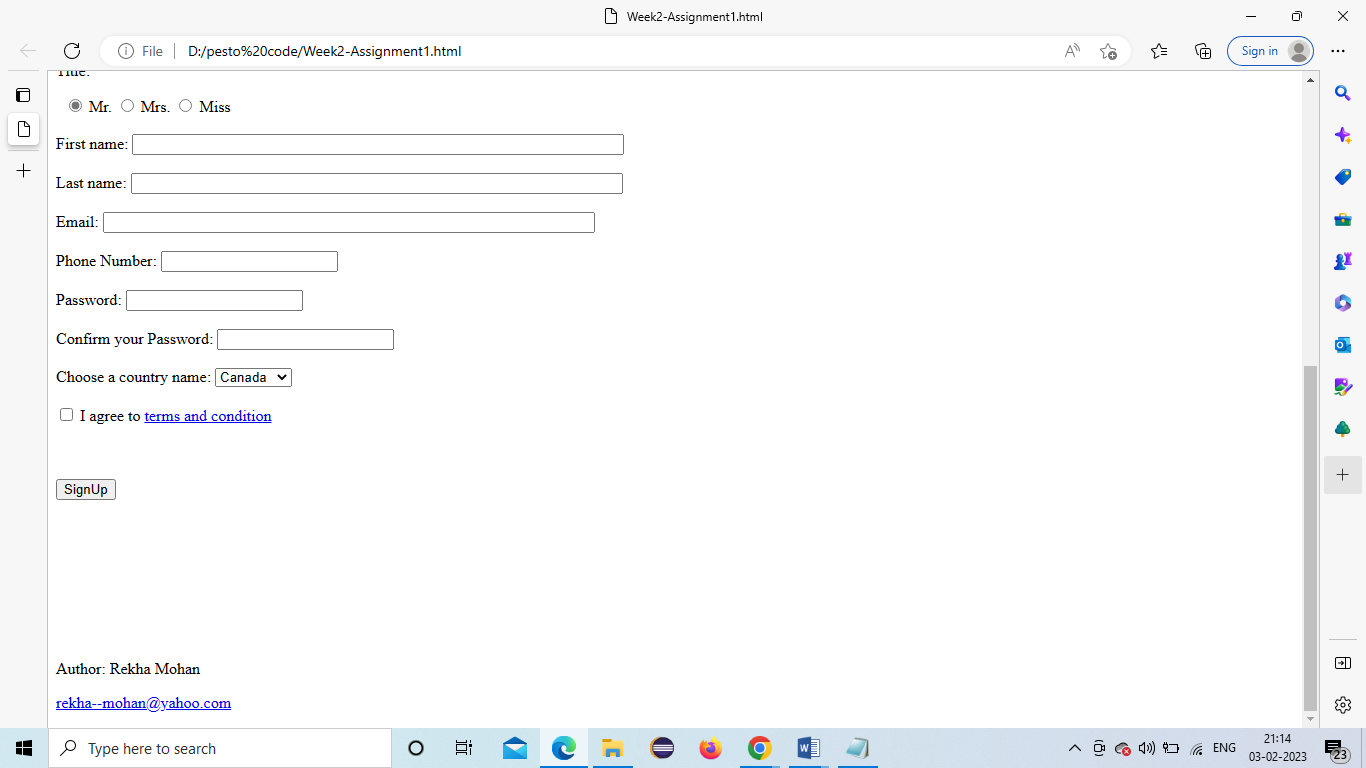 Week2-Assignment1.html
File D:/pesto%20code/Week2-Assignment1.html Sign in
Title:
Mr. Mrs. Miss
First name:
Last name:
Email:
Phone Number:
Password:
Confirm your Password:
Choose a country name: Canada
I agree to terms and condition
SignUp
Author: Rekha Mohan
rekha--mohan@yahoo.com
Type here to search ENG 21:14
03-02-2023 23